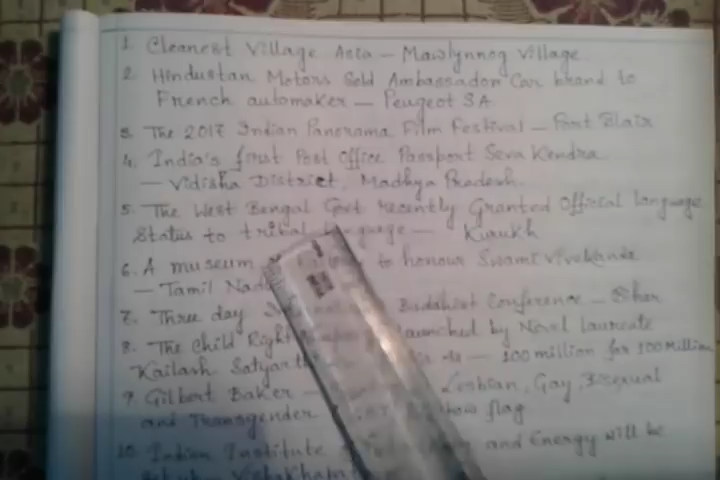 1. Cleanest Village Asia – Mawlynnog Village
2. Hindustan Motors Sold Ambassador Car brand to
French automaker – Peugeot SA
3. The 2017 Indian Panorama Film Festival – Port Blair
4. India's first Post Office Passport Seva Kendra
– Vidisha District, Madhya Pradesh
5. The West Bengal Govt recently Granted Official language
Status to tribal language – Kurukh
6. A museum to honour Swami Vivekanda
– Tamil Nadu
7. Three day Buddhist Conference – Bihar
8. The Child Right launched by Novel laureate
Kailash Satyarthi – 100 million for 100 million
9. Gilbert Baker – Lesbian, Gay, Bisexual
and Transgender flag
10. Indian Institute and Energy will be